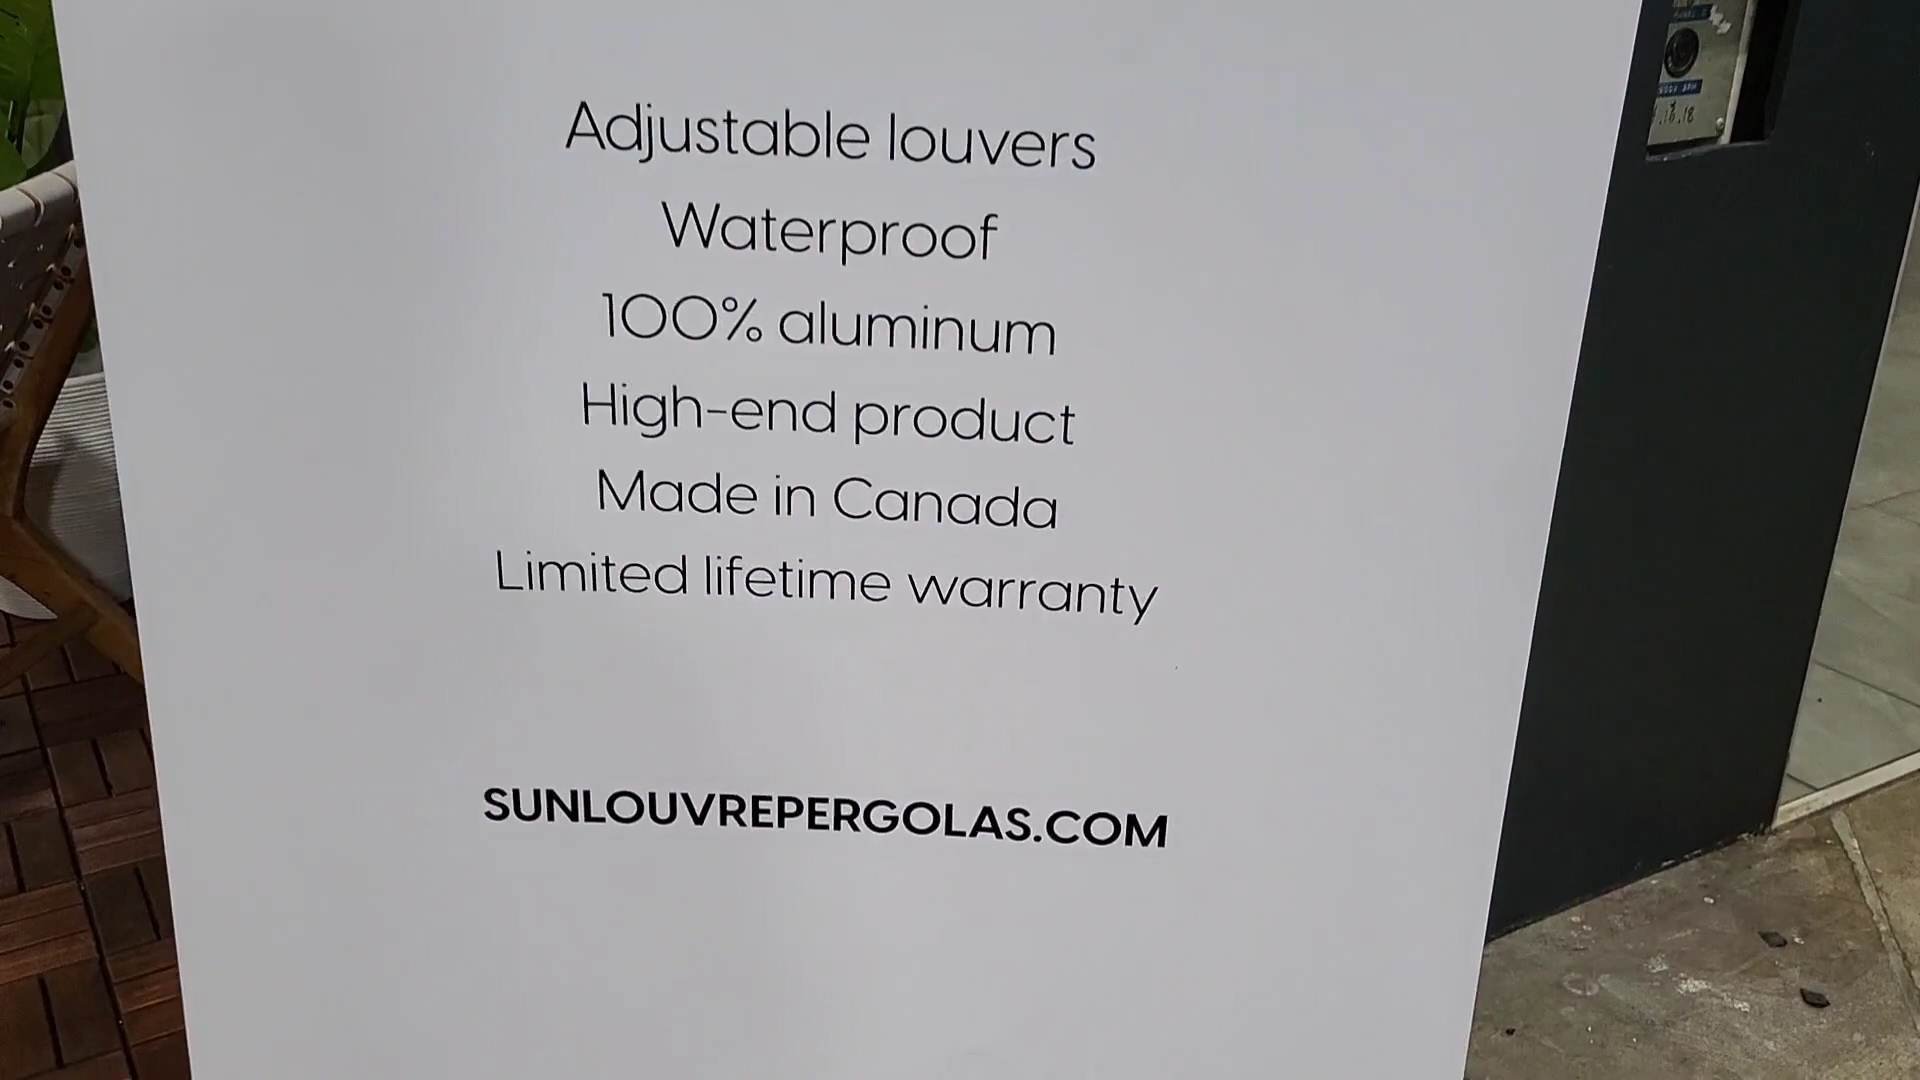 Adjustable louvers
Waterproof
100% aluminum
High-end product
Made in Canada
Limited lifetime warranty
SUNLOUVREPERGOLAS.COM